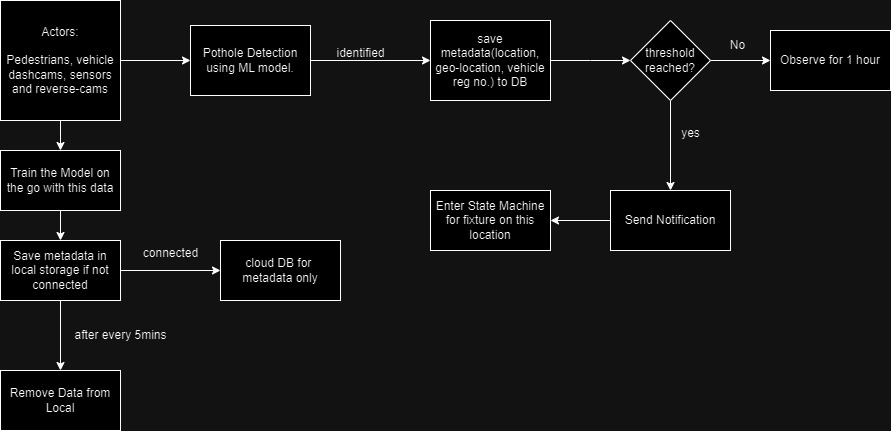 Actors:
Pedestrians, vehicle
dashcams, sensors
and reverse-cams
Pothole Detection
using ML model.
identified
save
metadata(location,
geo-location, vehicle
reg no.) to DB
threshold
reached?
No
Observe for 1 hour
yes
Train the Model on
the go with this data
Enter State Machine
for fixture on this
location
Send Notification
Save metadata in
local storage if not
connected
connected
cloud DB for
metadata only
after every 5mins
Remove Data from
Local